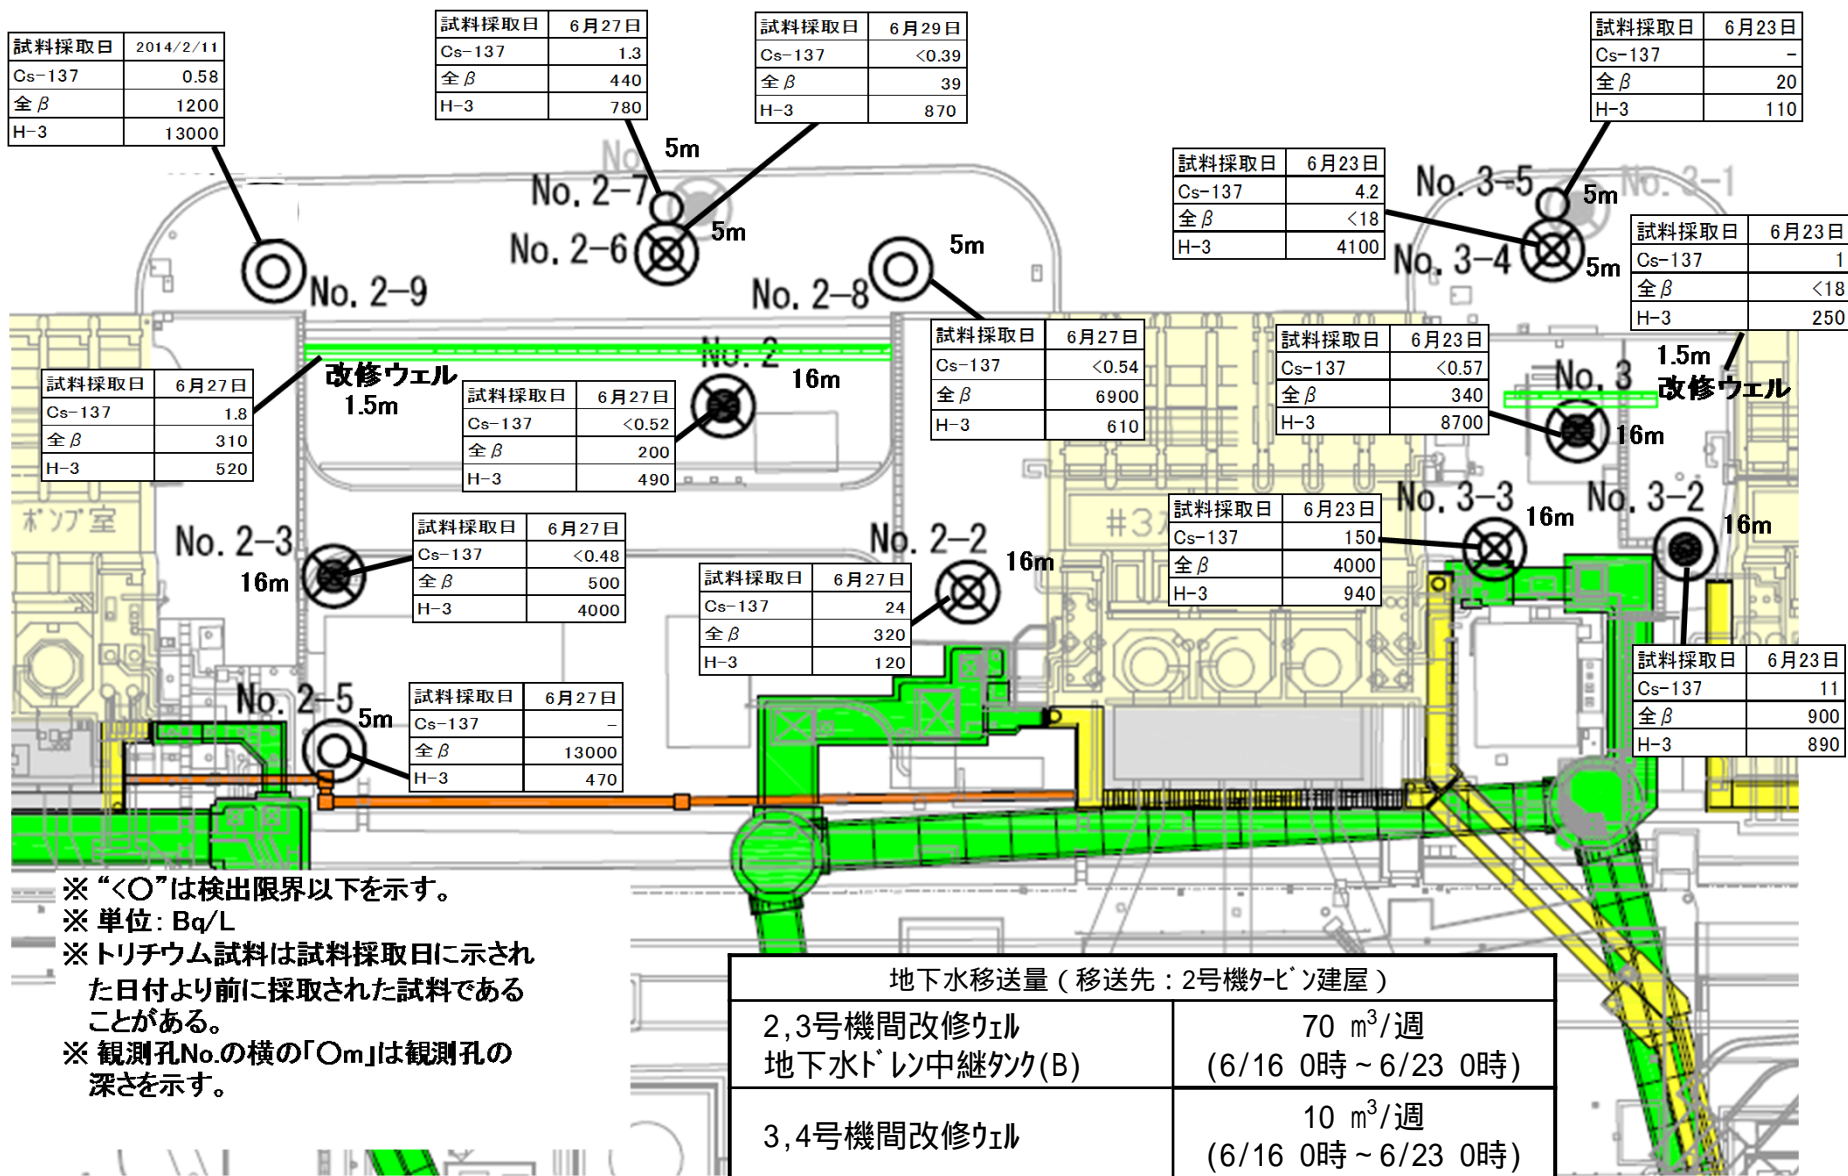 試料採取日 2014/2/11
Cs-137 0.58
全β 1200
H-3 13000
試料採取日 6月27日
Cs-137 1.3
全β 440
H-3 780
試料採取日 6月29日
Cs-137 <0.39
全β 39
H-3 870
試料採取日 6月23日
Cs-137 -
全β 20
H-3 110
試料採取日 6月23日
Cs-137 4.2
全β <18
H-3 4100
試料採取日 6月23日
Cs-137 1
全β <18
H-3 250
No 5m
No. 2-7
No. 2-6 5m
No. 2-9
No. 2-8 5m
No. 3-5 5m
No. 3-1
No. 3-4 5m
試料採取日 6月27日
Cs-137 1.8
全β 310
H-3 520
改修ウェル
1.5m
No. 2 16m
試料採取日 6月27日
Cs-137 <0.52
全β 200
H-3 490
試料採取日 6月27日
Cs-137 <0.54
全β 6900
H-3 610
試料採取日 6月23日
Cs-137 <0.57
全β 340
H-3 8700
No. 3 16m
1.5m
改修ウェル
ポンプ室
No. 2-3
16m
試料採取日 6月27日
Cs-137 <0.48
全β 500
H-3 4000
No. 2-2
16m
試料採取日 6月27日
Cs-137 24
全β 320
H-3 120
#3
試料採取日 6月23日
Cs-137 150
全β 4000
H-3 940
No. 3-3 16m
No. 3-2 16m
試料採取日 6月23日
Cs-137 11
全β 900
H-3 890
No. 2-5
5m
試料採取日 6月27日
Cs-137 -
全β 13000
H-3 470
※ “<○”は検出限界以下を示す。
※ 単位: Bq/L
※ トリチウム試料は試料採取日に示され
た日付より前に採取された試料である
ことがある。
※ 観測孔No.の横の「○m」は観測孔の
深さを示す。
地下水移送量(移送先:2号機タービン建屋)
2,3号機間改修ウェル 70 m³/週
地下水ドレン中継タンク(B) (6/16 0時~6/23 0時)
3,4号機間改修ウェル 10 m³/週
(6/16 0時~6/23 0時)